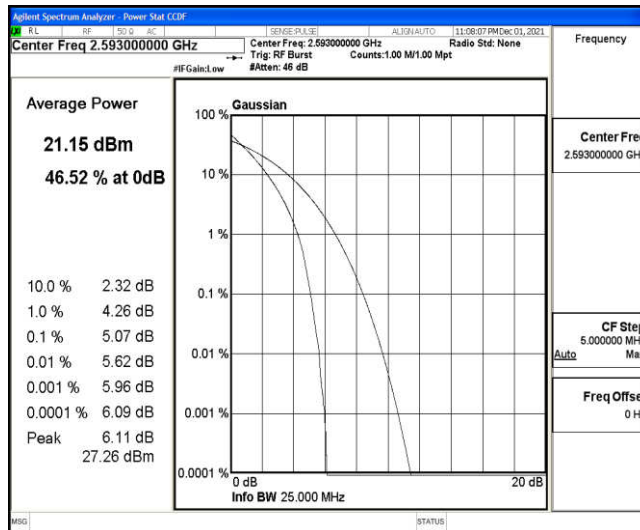 Agilent Spectrum Analyzer - Power Stat CCDF
RL RF 50 Ω AC SENSE:PULSE ALIGN AUTO 11:08:07 PM Dec 01, 2021
Center Freq 2.593000000 GHz
Center Freq: 2.593000000 GHz Radio Std: None
Trig: RF Burst Counts:1.00 M/1.00 Mpt
#IFGain:Low #Atten: 46 dB
Frequency
Average Power
21.15 dBm
46.52 % at 0dB
10.0 % 2.32 dB
1.0 % 4.26 dB
0.1 % 5.07 dB
0.01 % 5.62 dB
0.001 % 5.96 dB
0.0001 % 6.09 dB
Peak 6.11 dB
27.26 dBm
Gaussian
100 %
10 %
1 %
0.1 %
0.01 %
0.001 %
0.0001 %
0 dB 20 dB
Info BW 25.000 MHz
Center Fre
2.593000000 GH
CF Ste
5.000000 MH
Auto Ma
Freq Offse
0 H
MSG STATUS